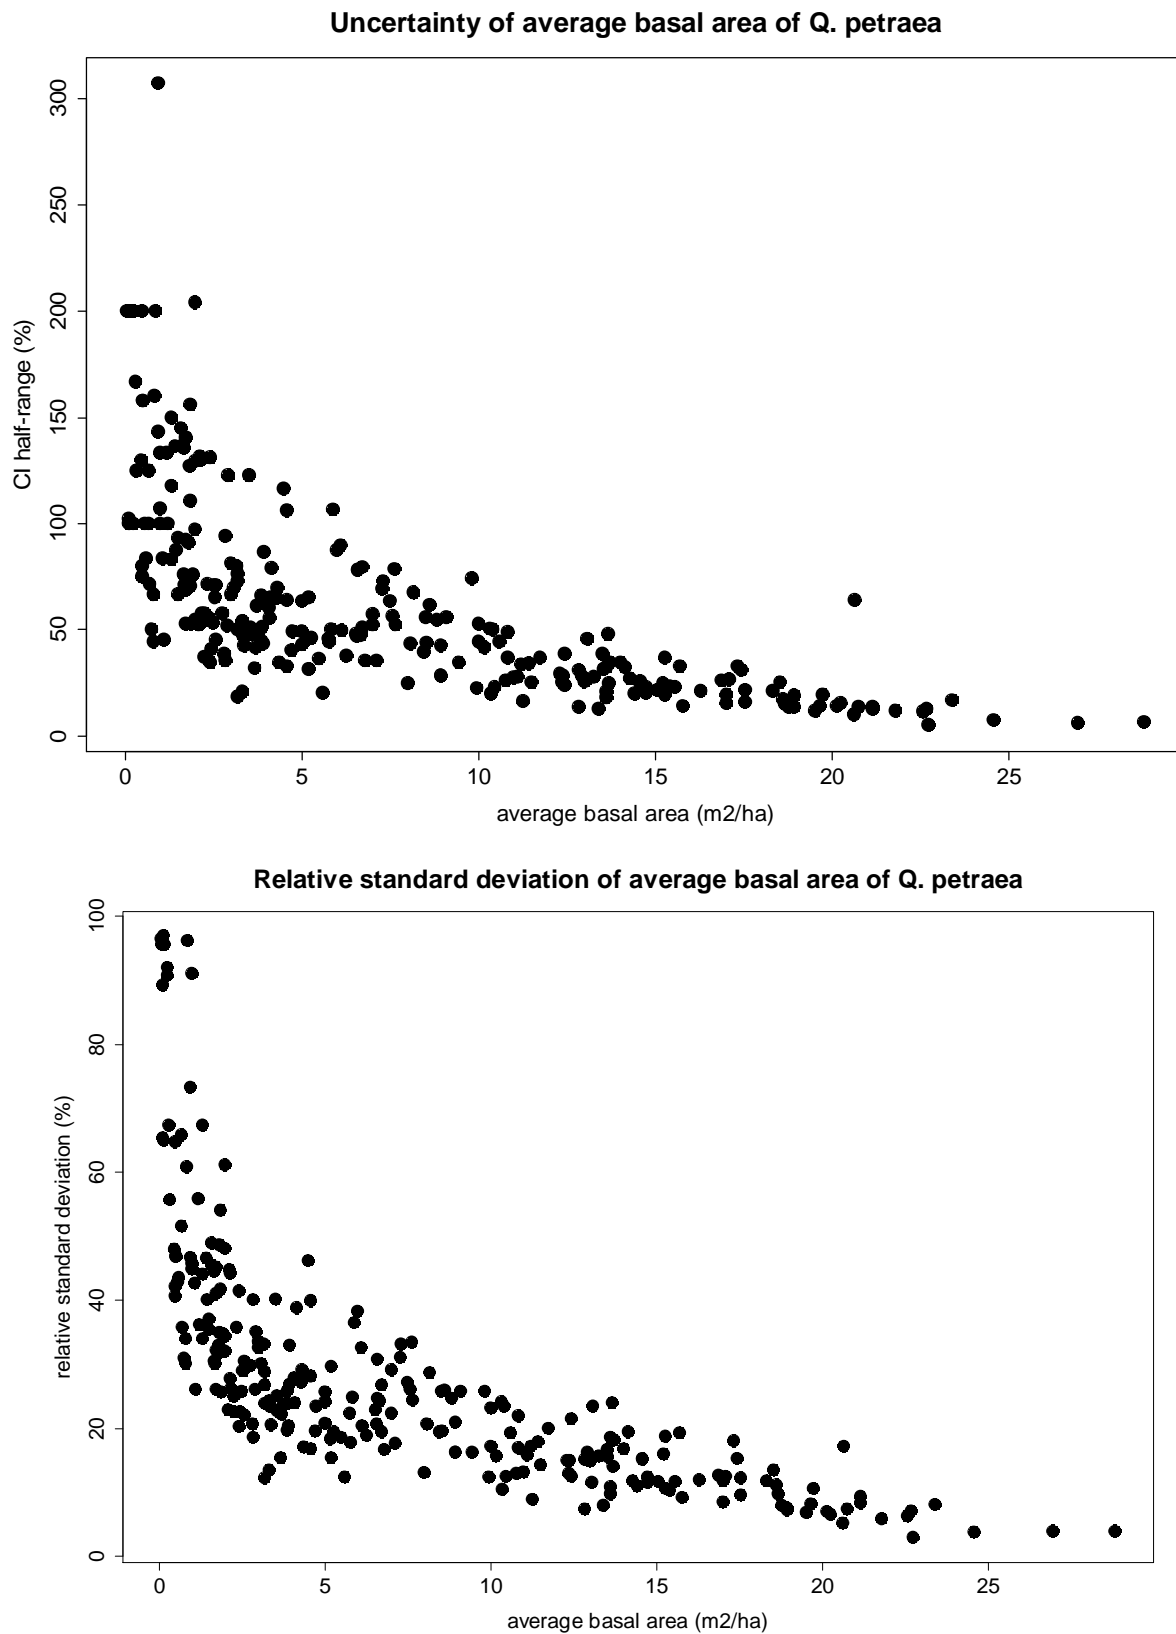 Uncertainty of average basal area of Q. petraea
300
250
200
150
100
50
0
CI half-range (%)
0 5 10 15 20 25
average basal area (m2/ha)
Relative standard deviation of average basal area of Q. petraea
100
80
60
40
20
0
relative standard deviation (%)
0 5 10 15 20 25
average basal area (m2/ha)